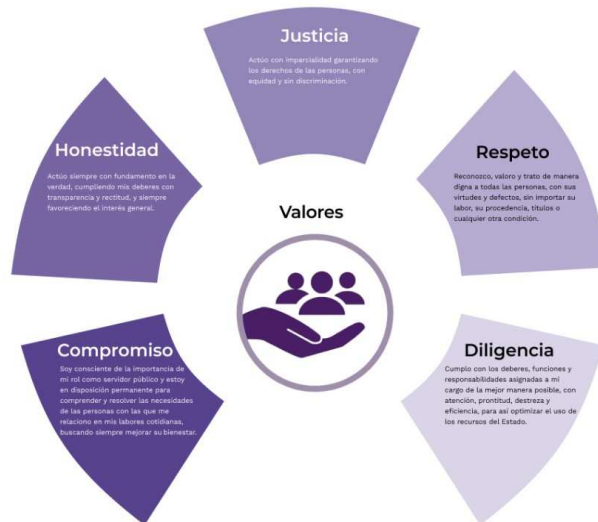 Justicia
Actúo con imparcialidad garantizando
los derechos de las personas, con
equidad y sin discriminación.
Honestidad
Actúo siempre con fundamento en la
verdad, cumpliendo mis deberes con
transparencia y rectitud, y siempre
favoreciendo el interés general.
Respeto
Reconozco, valoro y trato de manera
digna a todas las personas, con sus
virtudes y defectos, sin importar su
labor, su procedencia, títulos o
cualquier otra condición.
Valores
Compromiso
Soy consciente de la importancia de
mi rol como servidor público y estoy
en disposición permanente para
comprender y resolver las necesidades
de las personas con las que me
relaciono en mis labores cotidianas,
buscando siempre mejorar su bienestar.
Diligencia
Cumplo con los deberes, funciones y
responsabilidades asignadas a mi
cargo de la mejor manera posible, con
atención, prontitud, destreza y
eficiencia, para así optimizar el uso de
los recursos del Estado.